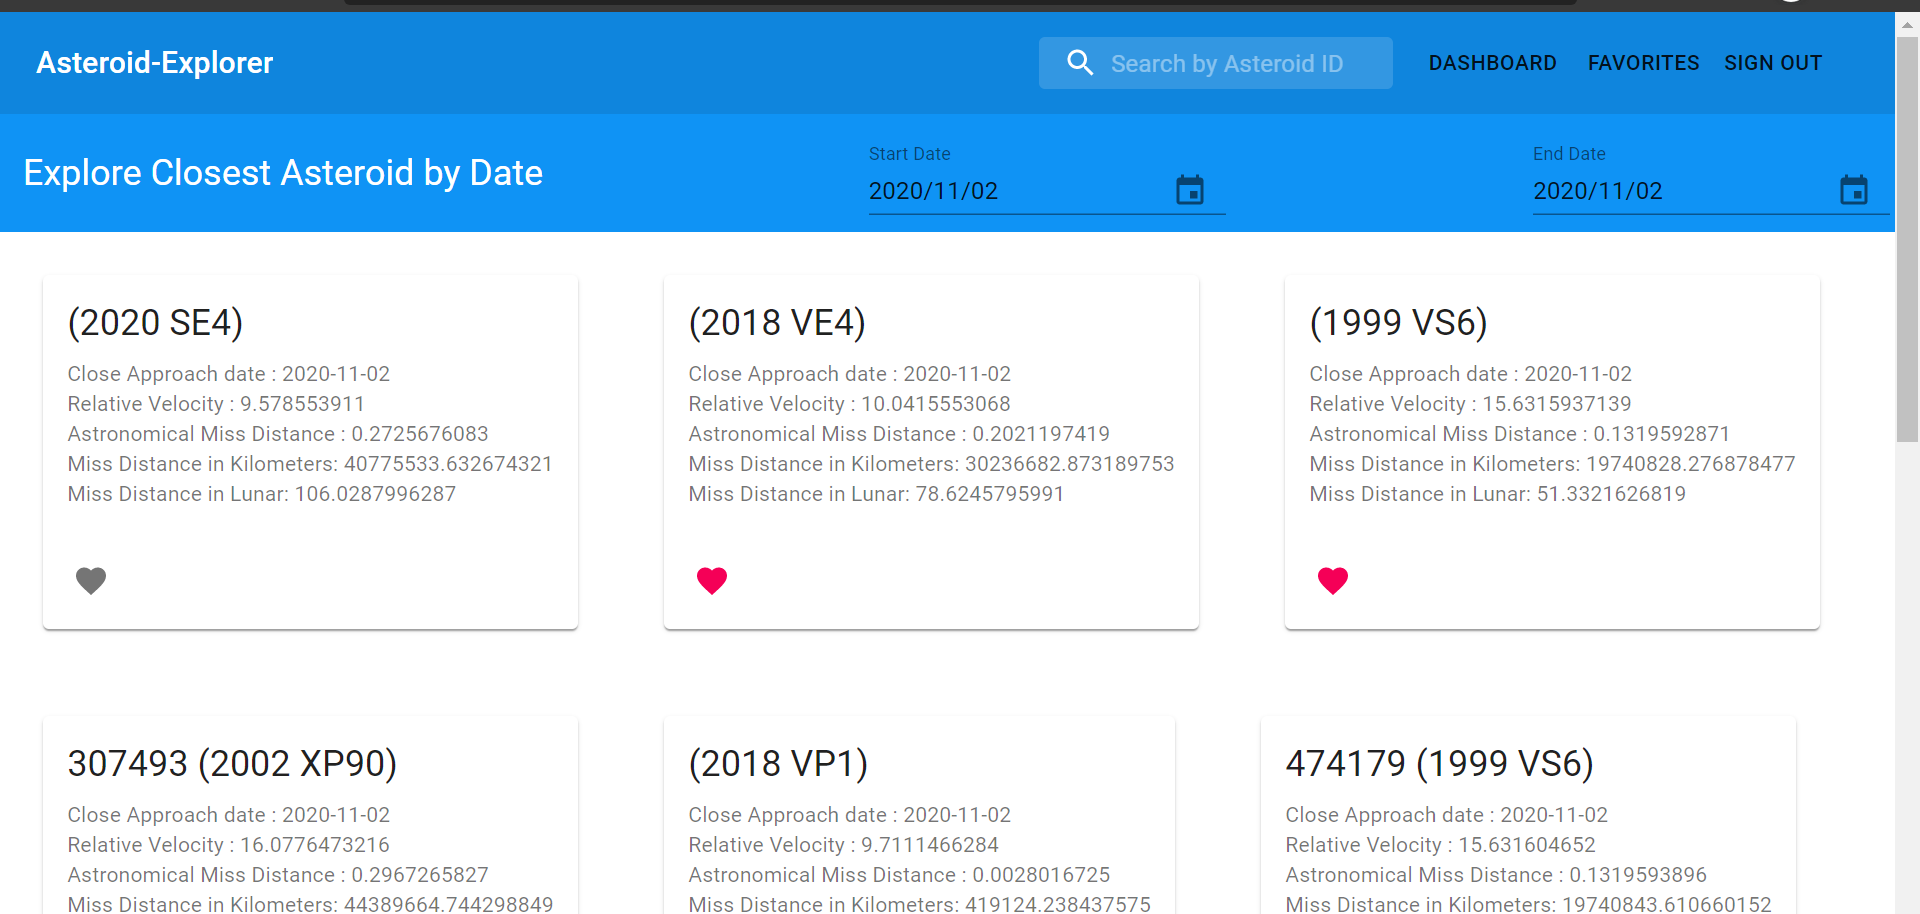 Asteroid-Explorer
Search by Asteroid ID
DASHBOARD
FAVORITES
SIGN OUT
Explore Closest Asteroid by Date
Start Date
2020/11/02
End Date
2020/11/02
(2020 SE4)
Close Approach date : 2020-11-02
Relative Velocity : 9.578553911
Astronomical Miss Distance : 0.2725676083
Miss Distance in Kilometers: 40775533.632674321
Miss Distance in Lunar: 106.0287996287
(2018 VE4)
Close Approach date : 2020-11-02
Relative Velocity : 10.0415553068
Astronomical Miss Distance : 0.2021197419
Miss Distance in Kilometers: 30236682.873189753
Miss Distance in Lunar: 78.6245795991
(1999 VS6)
Close Approach date : 2020-11-02
Relative Velocity : 15.6315937139
Astronomical Miss Distance : 0.1319592871
Miss Distance in Kilometers: 19740828.276878477
Miss Distance in Lunar: 51.3321626819
307493 (2002 XP90)
Close Approach date : 2020-11-02
Relative Velocity : 16.0776473216
Astronomical Miss Distance : 0.2967265827
Miss Distance in Kilometers: 44389664.744298849
(2018 VP1)
Close Approach date : 2020-11-02
Relative Velocity : 9.7111466284
Astronomical Miss Distance : 0.0028016725
Miss Distance in Kilometers: 419124.238437575
474179 (1999 VS6)
Close Approach date : 2020-11-02
Relative Velocity : 15.631604652
Astronomical Miss Distance : 0.1319593896
Miss Distance in Kilometers: 19740843.610660152